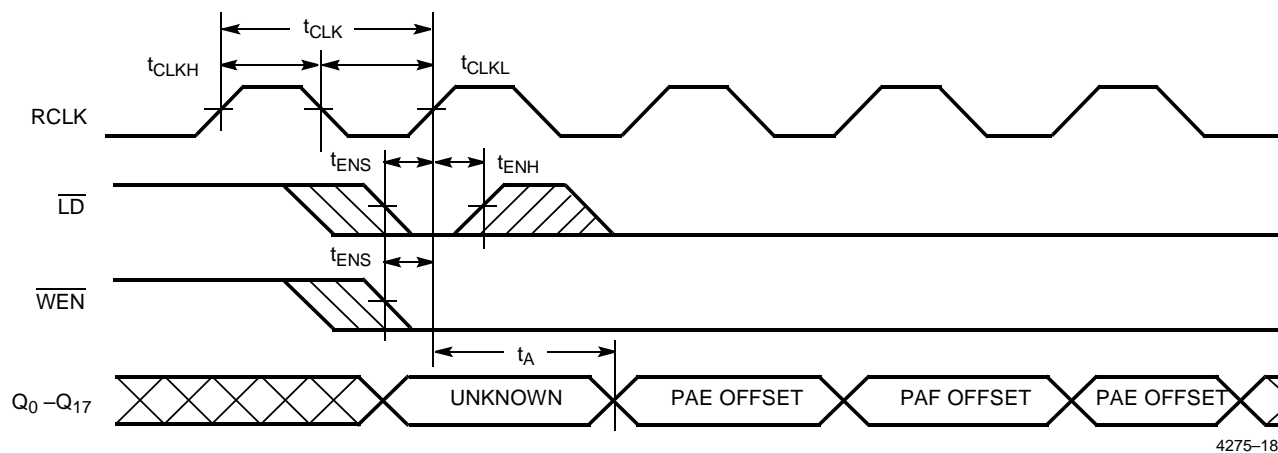 tCLK
tCLKH
tCLKL
RCLK
tENS
tENH
LD
tENS
WEN
tA
Q0 –Q17
UNKNOWN
PAE OFFSET
PAF OFFSET
PAE OFFSET
4275–18